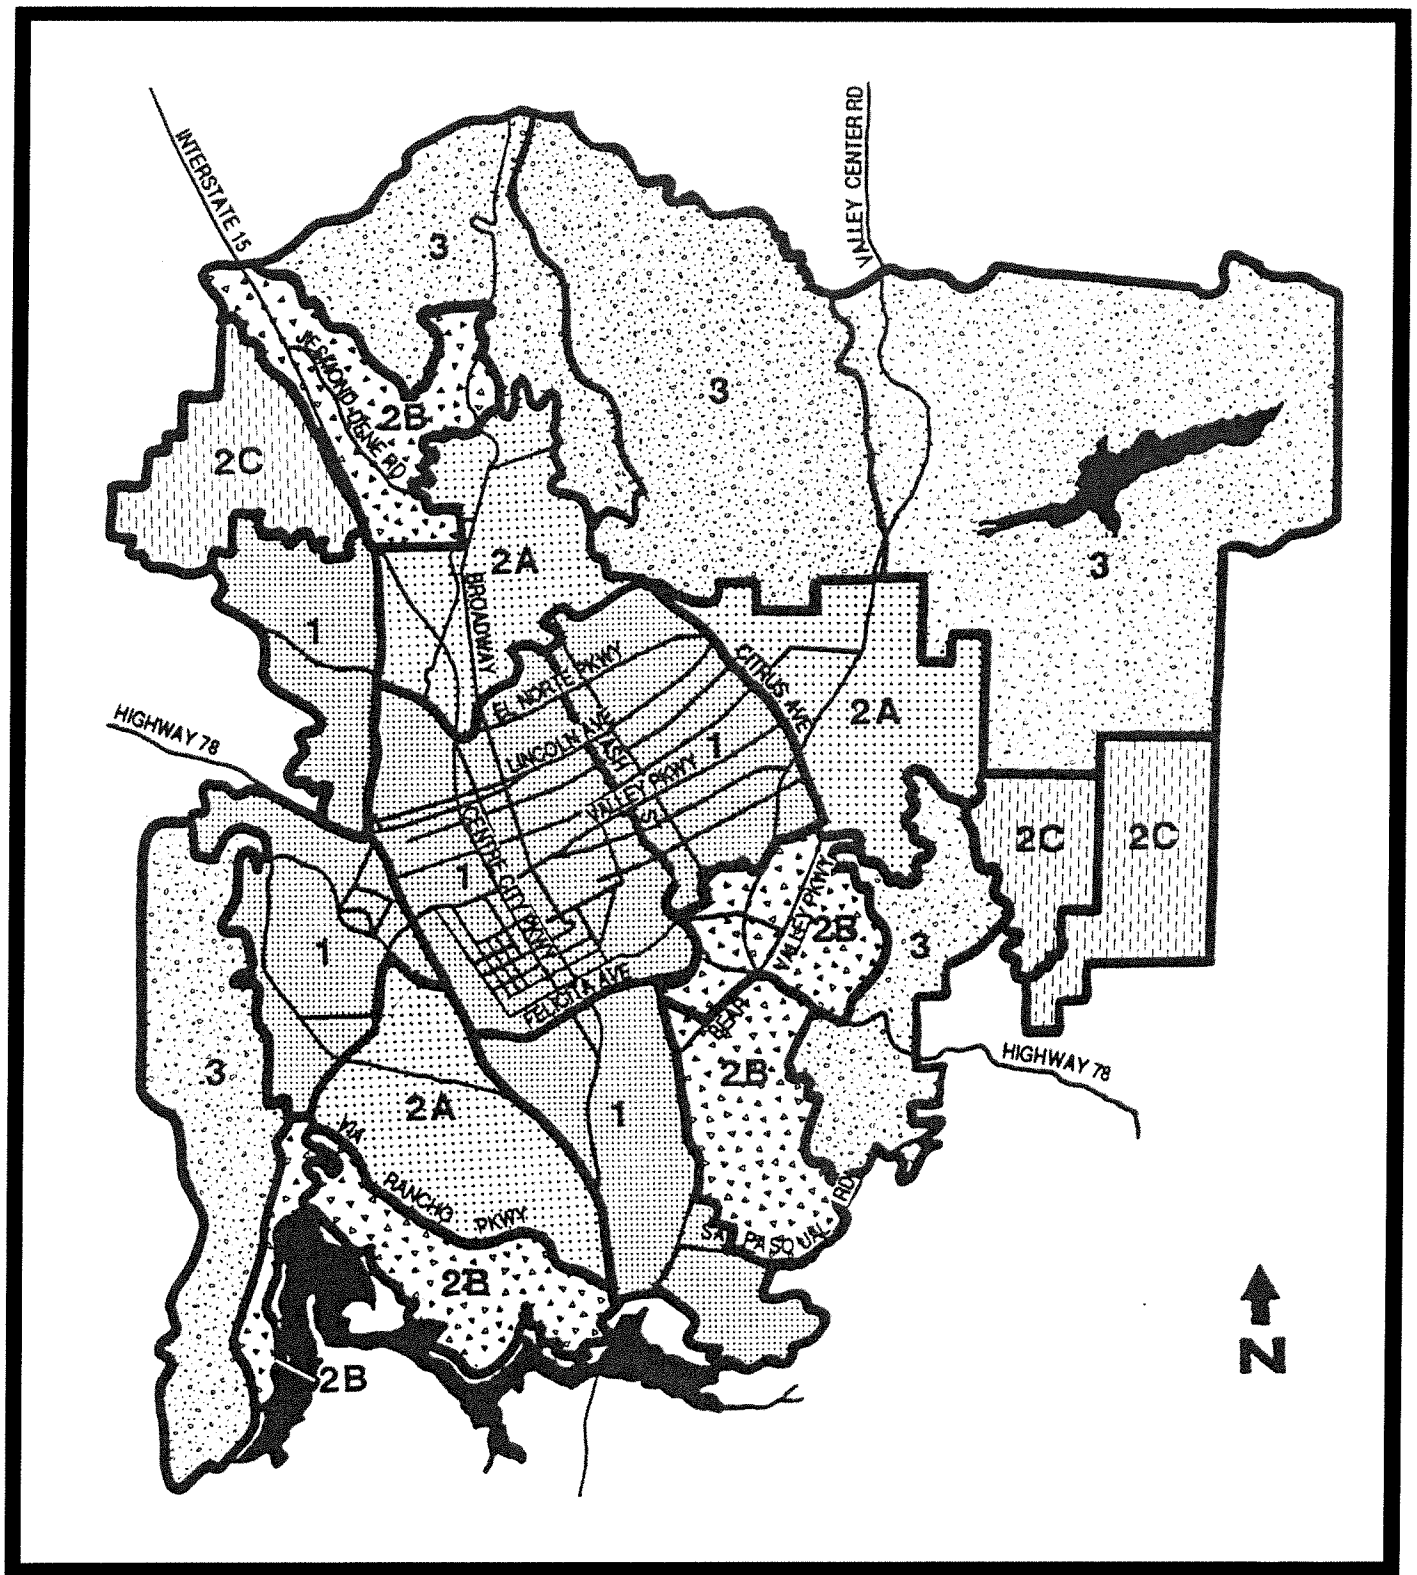 VALLEY CENTER RD
INTERSTATE 15
3
JESMOND-DENE RD
2B
3
2C
3
2A
BROADWAY
1
EL NORTE PKWY
CITRUS AVE
HIGHWAY 78
LINCOLN AVE
ASH ST
1
2A
VALLEY PKWY
CENTRE CITY PKWY
1
2C
2C
VALLEY PKWY
2B
3
1
FELICITA AVE
BEAR
2B
HIGHWAY 78
3
2A
1
VIA RANCHO PKWY
SAN PASQUAL RD
2B
2B
N